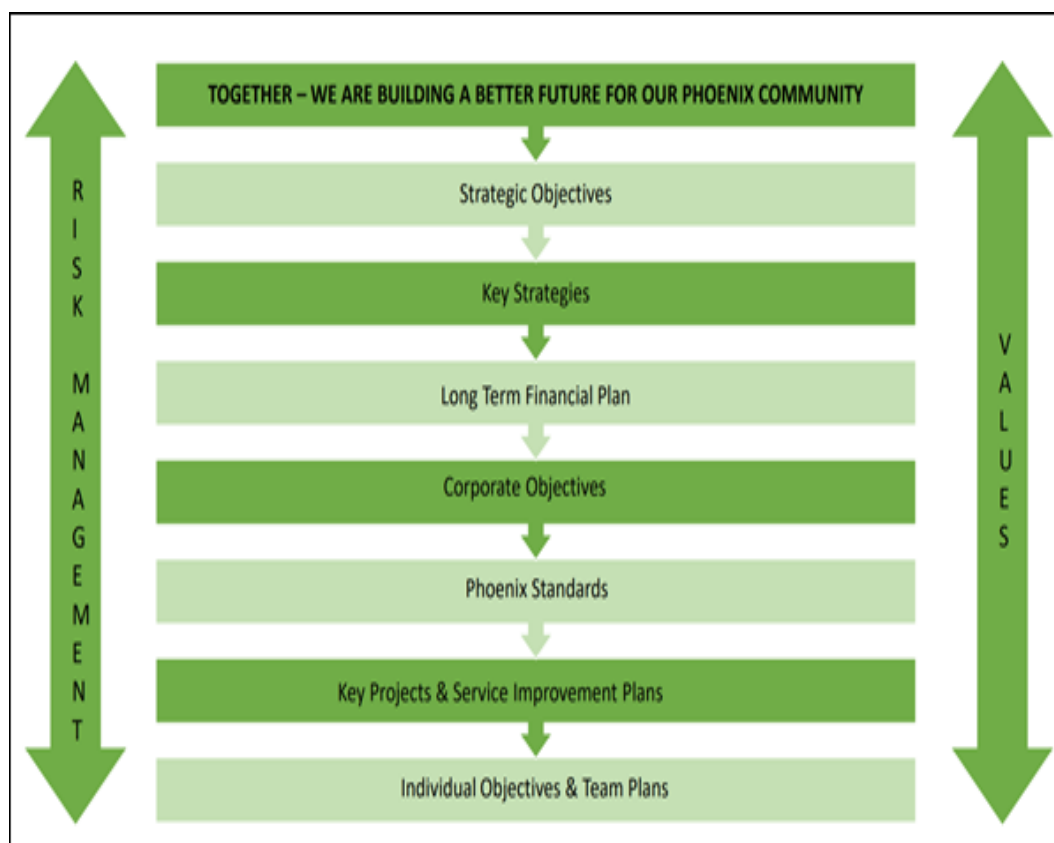 TOGETHER – WE ARE BUILDING A BETTER FUTURE FOR OUR PHOENIX COMMUNITY
Strategic Objectives
Key Strategies
Long Term Financial Plan
Corporate Objectives
Phoenix Standards
Key Projects & Service Improvement Plans
Individual Objectives & Team Plans
RISK MANAGEMENT
VALUES